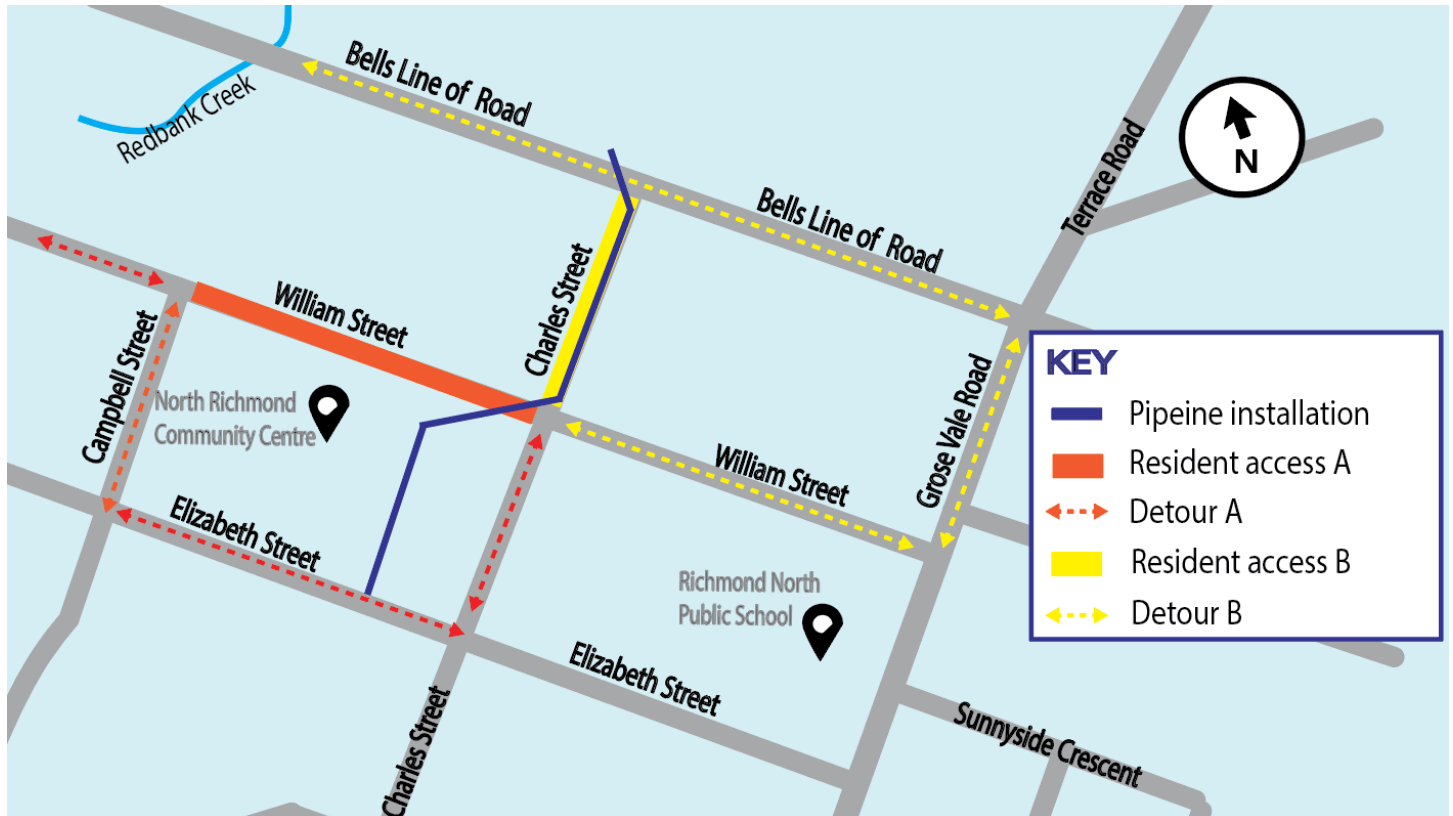 Bells Line of Road
Redbank Creek
Terrace Road
N
Bells Line of Road
William Street
Charles Street
Campbell Street
North Richmond
Community Centre
KEY
Pipeine installation
Resident access A
Detour A
Resident access B
Detour B
Grose Vale Road
William Street
Elizabeth Street
Richmond North
Public School
Elizabeth Street
Charles Street
Sunnyside Crescent